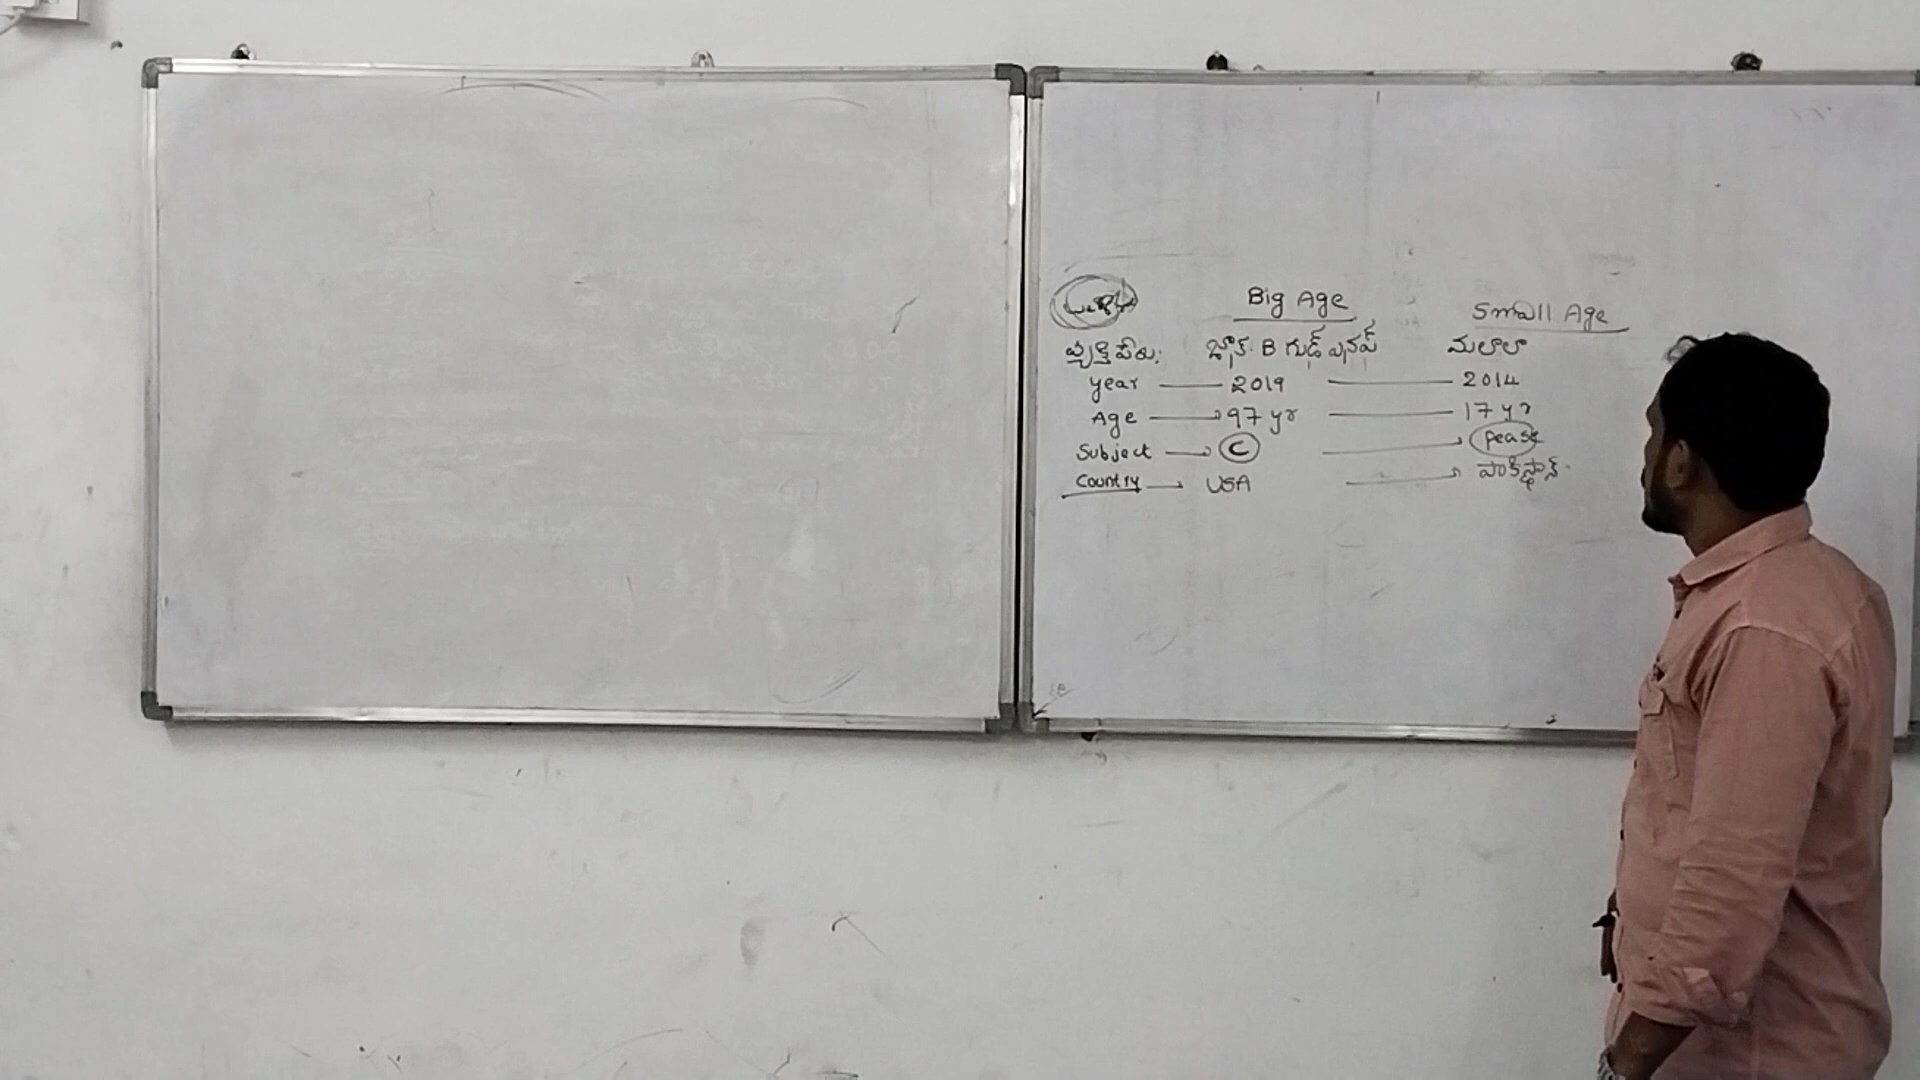 Big Age Small Age
వ్యక్తి పేరు: జాక్. B గుడ్ ఎనఫ్ మలాలా
year 2019 2014
Age 97 yr 17 yr
Subject C pease
Country USA పాకిస్థాన్.